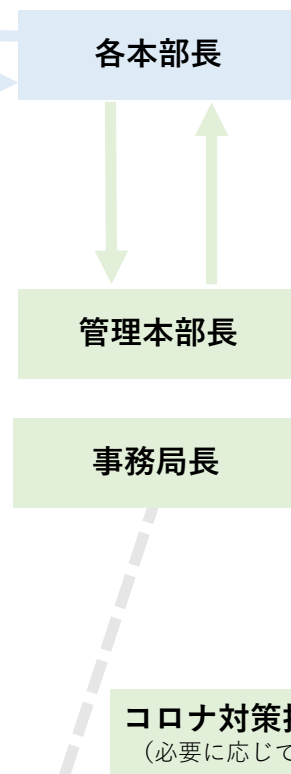 各本部長
管理本部長
事務局長
コロナ対策
（必要に応じて